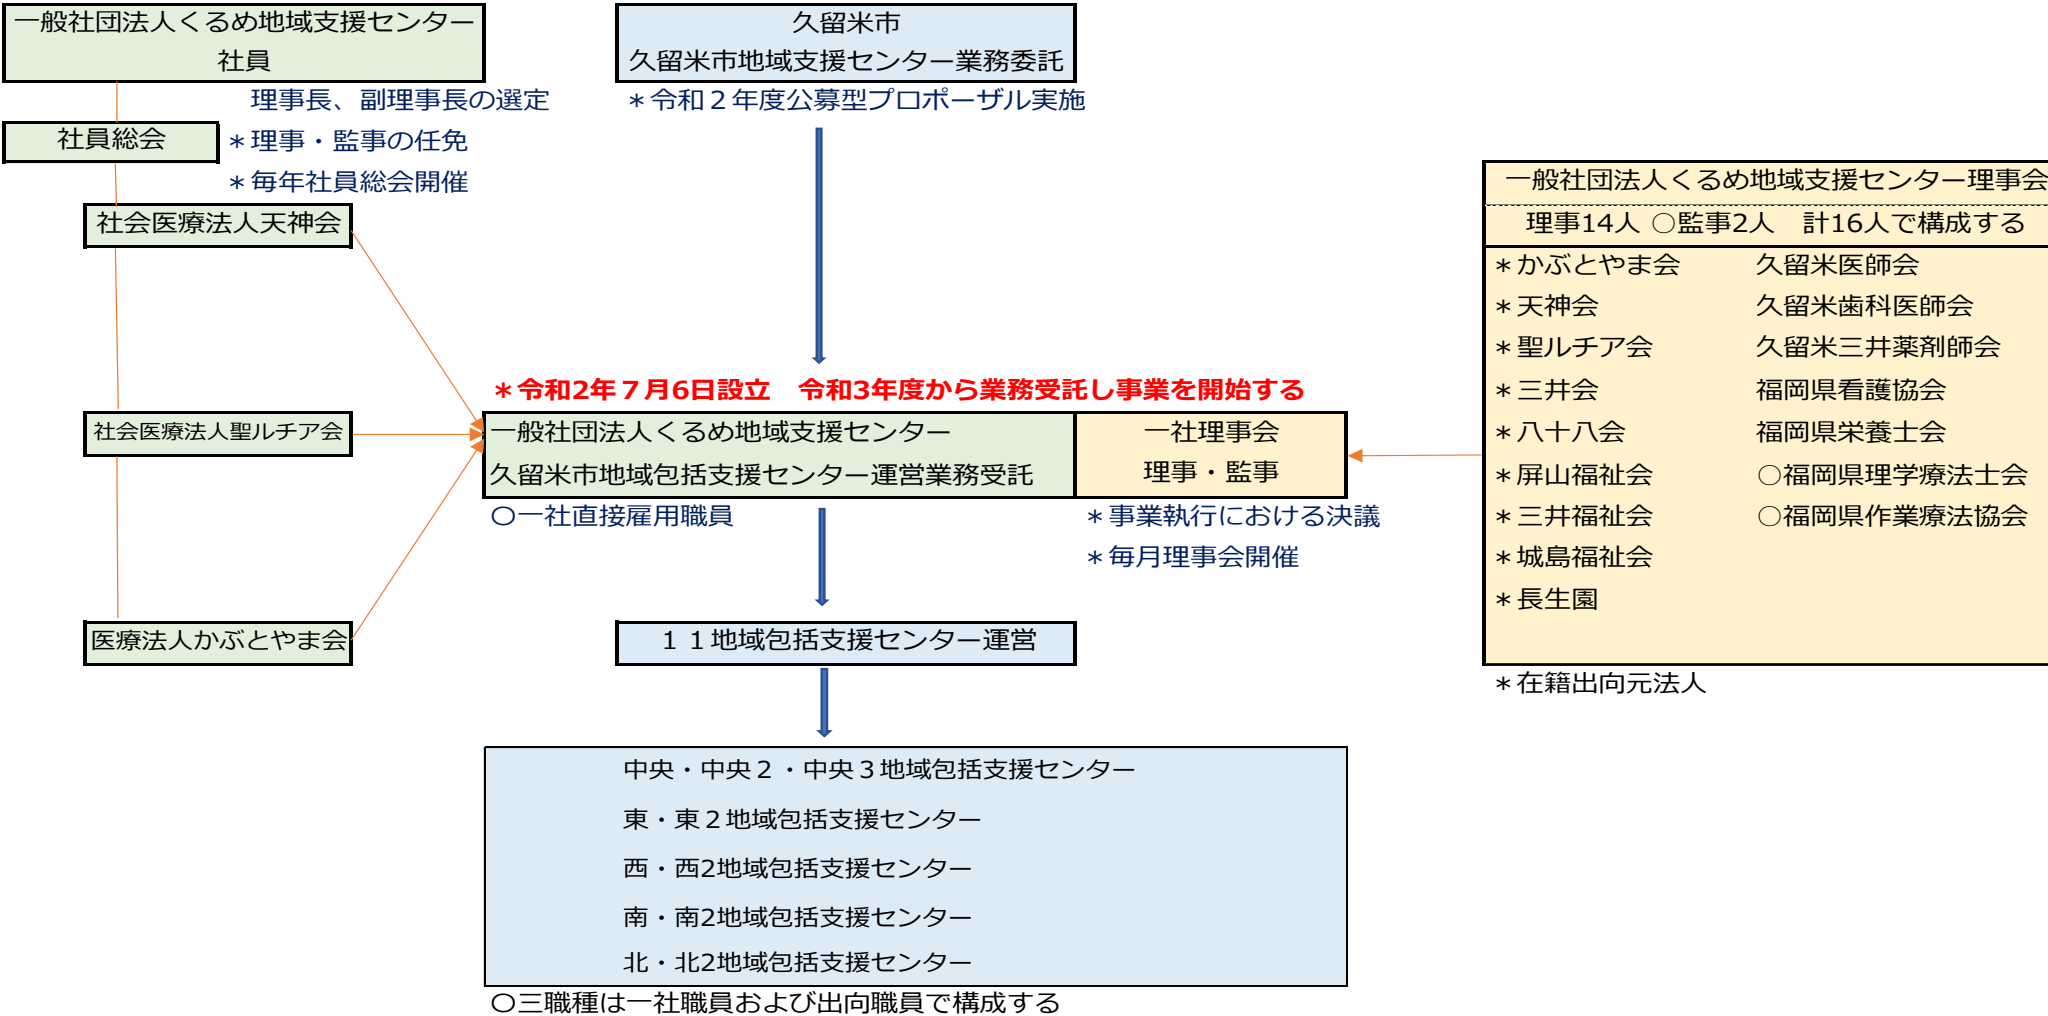 一般社団法人くるめ地域支援センター
社員
久留米市
久留米市地域支援センター業務委託
理事長、副理事長の選定
＊令和２年度公募型プロポーザル実施
社員総会
＊理事・監事の任免
＊毎年社員総会開催
社会医療法人天神会
一般社団法人くるめ地域支援センター理事会
理事14人 〇監事2人　計16人で構成する
＊かぶとやま会　久留米医師会
＊天神会　久留米歯科医師会
＊聖ルチア会　久留米三井薬剤師会
＊三井会　福岡県看護協会
＊八十八会　福岡県栄養士会
＊屏山福祉会　〇福岡県理学療法士会
＊三井福祉会　〇福岡県作業療法協会
＊城島福祉会
＊長生園
＊在籍出向元法人
＊令和2年７月6日設立　令和3年度から業務受託し事業を開始する
社会医療法人聖ルチア会
一般社団法人くるめ地域支援センター
久留米市地域包括支援センター運営業務受託
一社理事会
理事・監事
〇一社直接雇用職員
＊事業執行における決議
＊毎月理事会開催
医療法人かぶとやま会
１１地域包括支援センター運営
中央・中央２・中央３地域包括支援センター
東・東２地域包括支援センター
西・西2地域包括支援センター
南・南2地域包括支援センター
北・北2地域包括支援センター
〇三職種は一社職員および出向職員で構成する